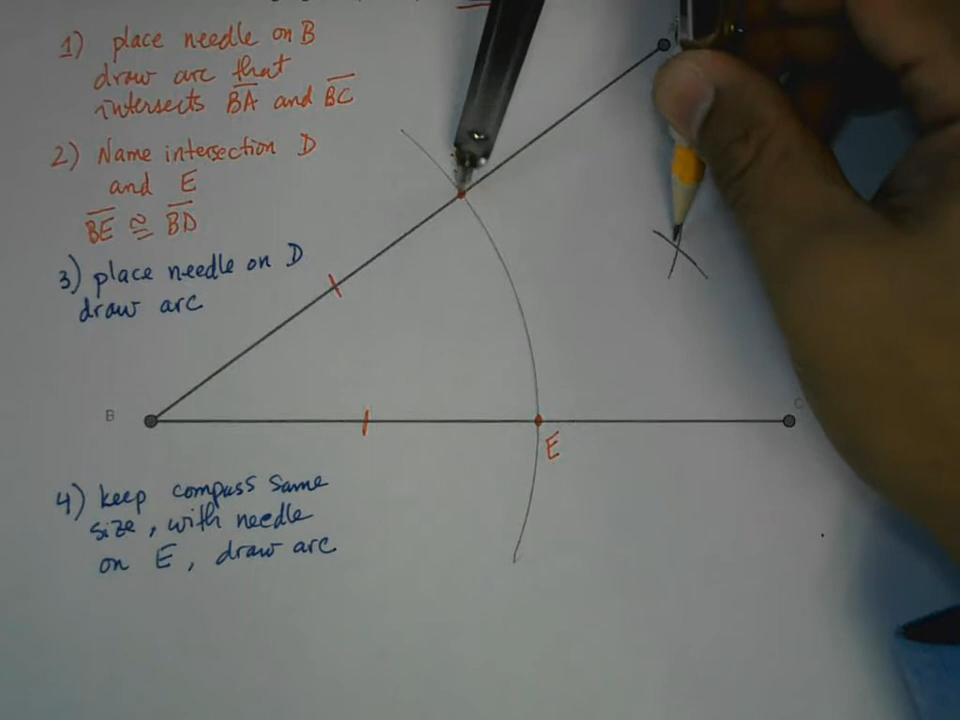 1) place needle on B
draw arc that
intersects BA and BC
2) Name intersection D
and E
BE ≅ BD
3) place needle on D
draw arc
B
C
E
4) keep compass same
size, with needle
on E, draw arc